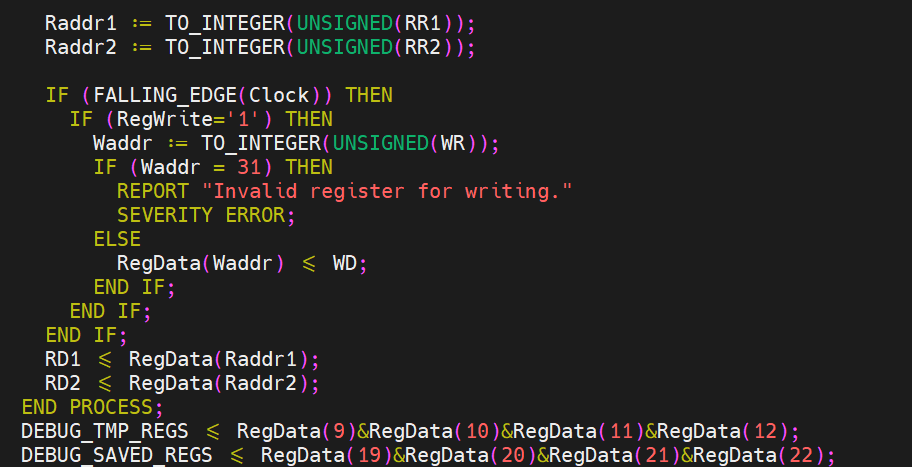 Raddr1 := TO_INTEGER(UNSIGNED(RR1));
Raddr2 := TO_INTEGER(UNSIGNED(RR2));
IF (FALLING_EDGE(Clock)) THEN
IF (RegWrite='1') THEN
Waddr := TO_INTEGER(UNSIGNED(WR));
IF (Waddr = 31) THEN
REPORT "Invalid register for writing."
SEVERITY ERROR;
ELSE
RegData(Waddr) <= WD;
END IF;
END IF;
END IF;
RD1 <= RegData(Raddr1);
RD2 <= RegData(Raddr2);
END PROCESS;
DEBUG_TMP_REGS <= RegData(9)&RegData(10)&RegData(11)&RegData(12);
DEBUG_SAVED_REGS <= RegData(19)&RegData(20)&RegData(21)&RegData(22);